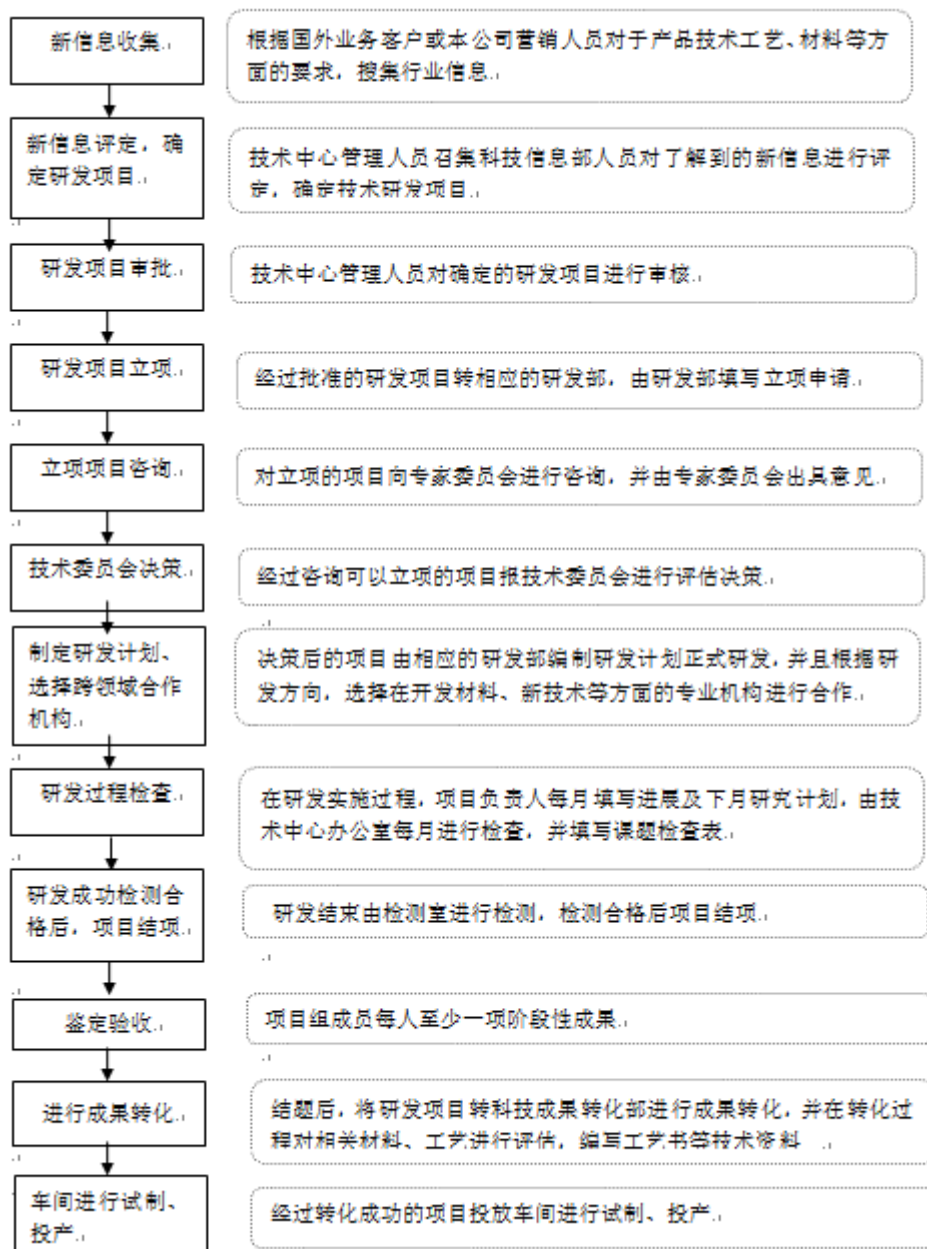 新信息收集
根据国外业务客户或本公司营销人员对于产品技术工艺、材料等方
面的要求，搜集行业信息
新信息评定，确
定研发项目
技术中心管理人员召集科技信息部人员对了解到的新信息进行评
定，确定技术研发项目
研发项目审批
技术中心管理人员对确定的研发项目进行审核
研发项目立项
经过批准的研发项目转相应的研发部，由研发部填写立项申请
立项项目咨询
对立项的项目向专家委员会进行咨询，并由专家委员会出具意见
技术委员会决策
经过咨询可以立项的项目报技术委员会进行评估决策
制定研发计划、
选择跨领域合作
机构
决策后的项目由相应的研发部编制研发计划正式研发，并且根据研
发方向，选择在开发材料、新技术等方面的专业机构进行合作
研发过程检查
在研发实施过程，项目负责人每月填写进展及下月研究计划，由技
术中心办公室每月进行检查，并填写课题检查表
研发成功检测合
格后，项目结项
研发结束由检测室进行检测，检测合格后项目结项
鉴定验收
项目组成员每人至少一项阶段性成果
进行成果转化
结题后，将研发项目转科技成果转化部进行成果转化，并在转化过
程对相关材料、工艺进行评估，编写工艺书等技术资料
车间进行试制、
投产
经过转化成功的项目投放车间进行试制、投产